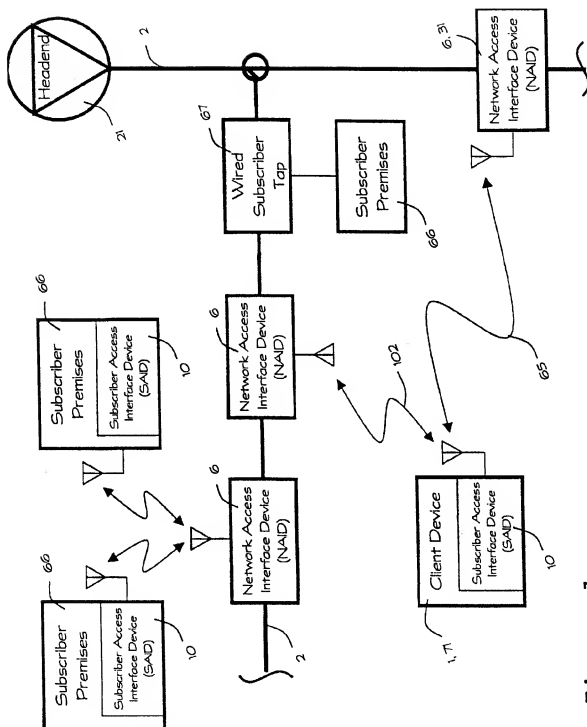 Headend
21
2
67
Wired
Subscriber
Tap
Subscriber
Premises
66
6,31
Network Access
Interface Device
(NAID)
66
Subscriber
Premises
Subscriber Access
Interface Device
(SAID)
10
6
Network Access
Interface Device
(NAID)
102
65
66
Subscriber
Premises
Subscriber Access
Interface Device
(SAID)
10
6
Network Access
Interface Device
(NAID)
2
1,71
Client Device
Subscriber Access
Interface Device
(SAID)
10